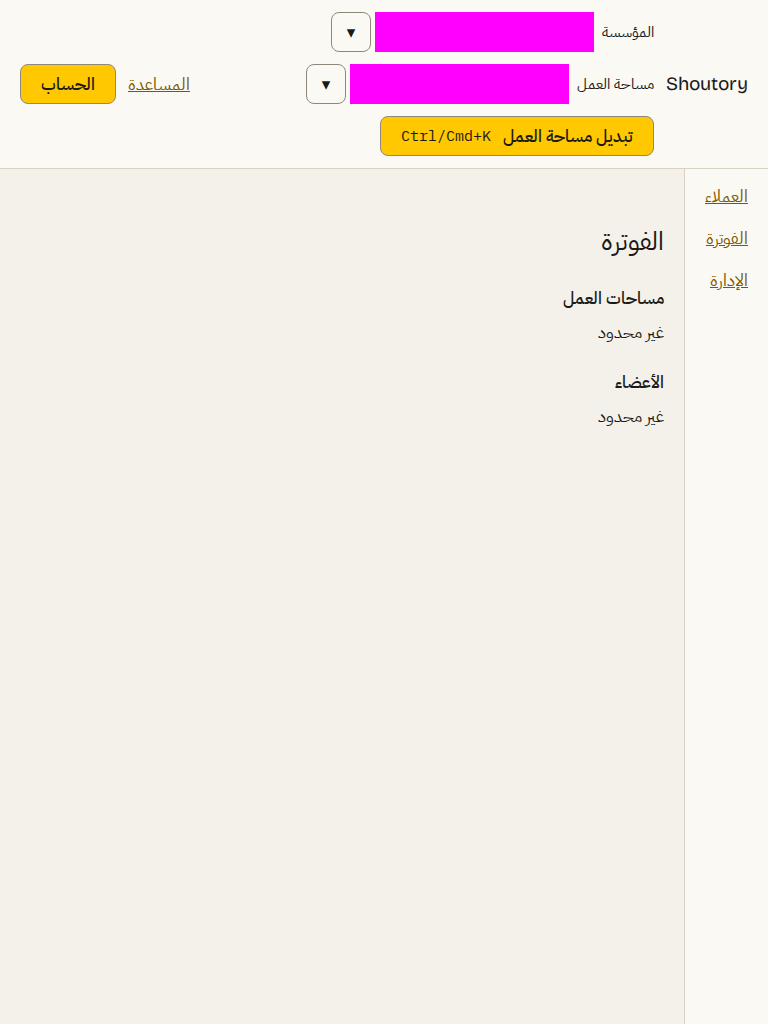 المؤسسة
▼
Shoutory
مساحة العمل
▼
تبديل مساحة العمل Ctrl/Cmd+K
المساعدة
الحساب
العملاء
الفوترة
الإدارة
الفوترة
مساحات العمل
غير محدود
الأعضاء
غير محدود